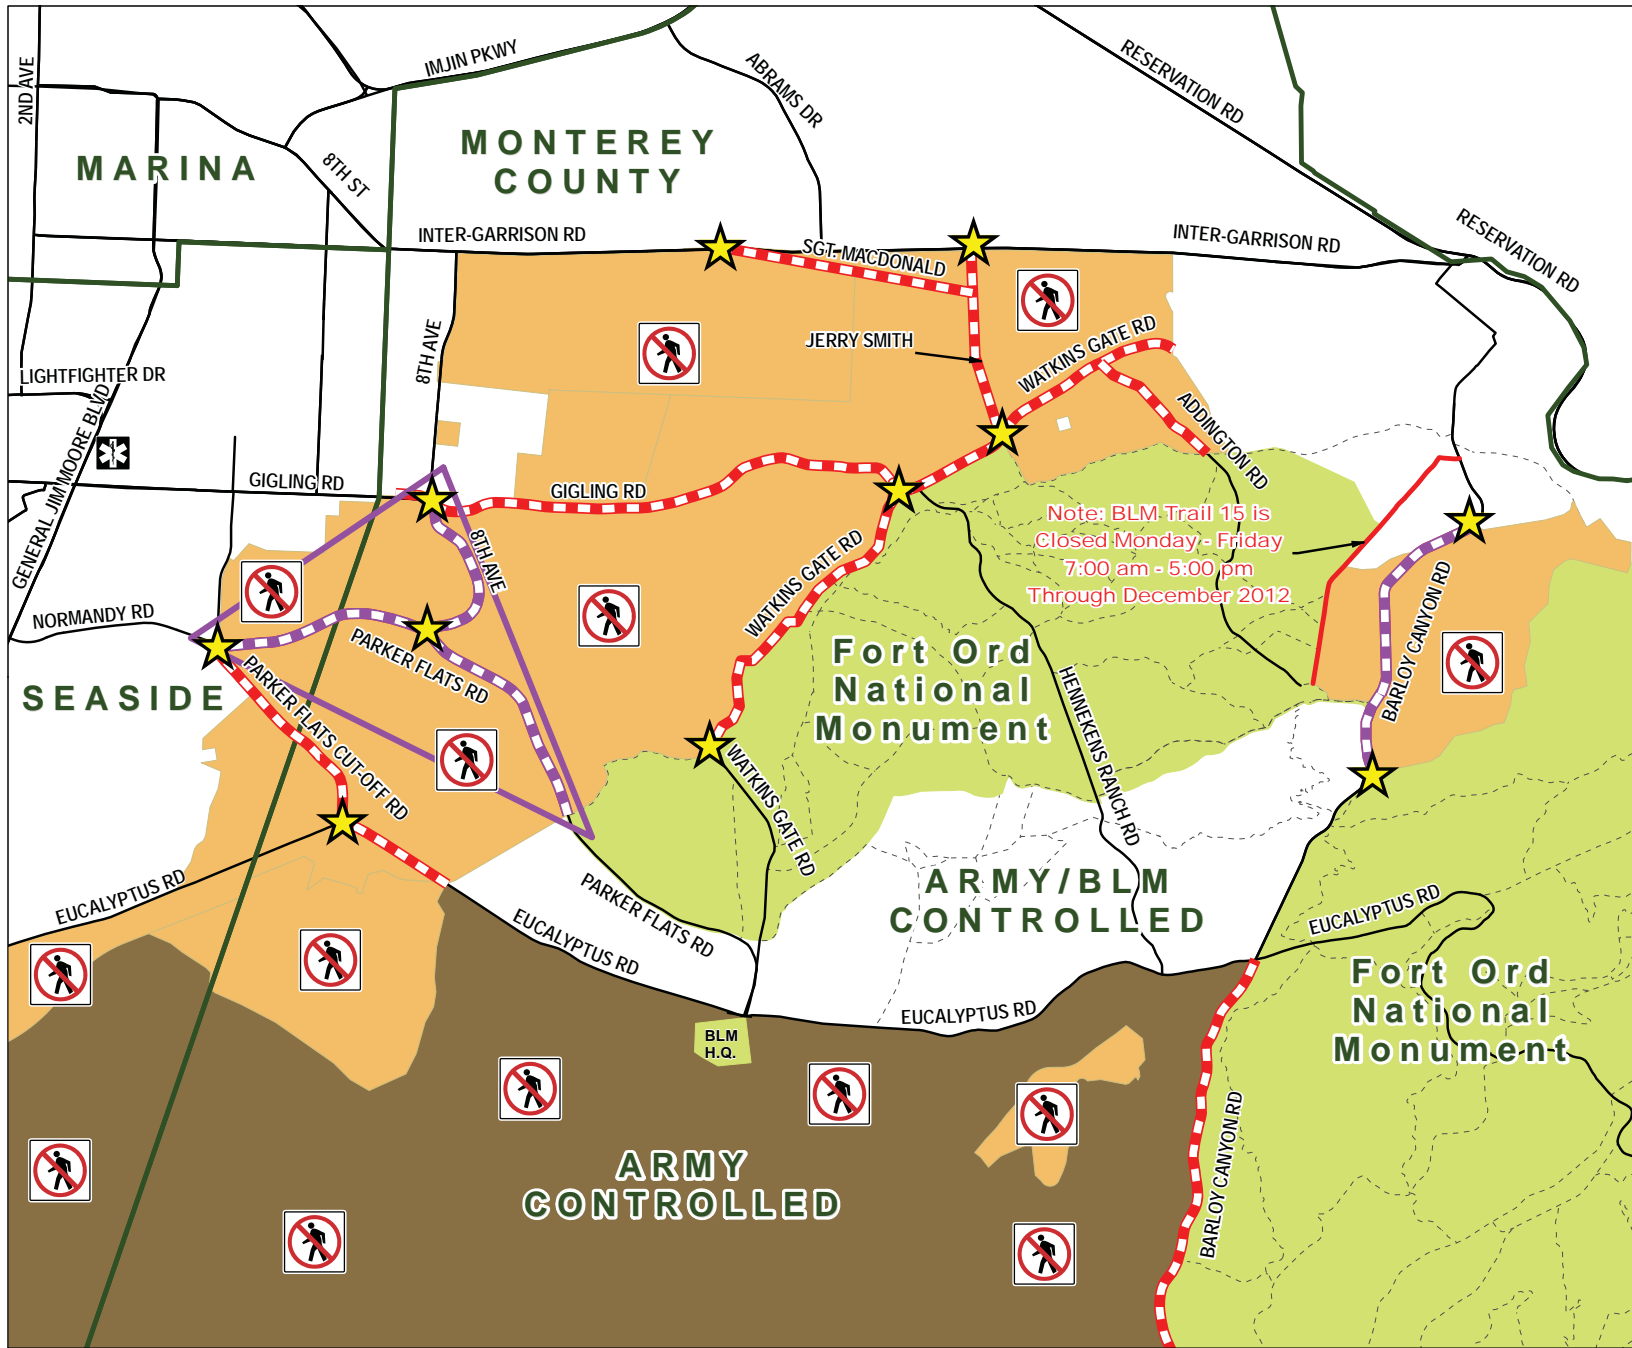 2ND AVE
IMJIN PKWY
ABRAMS DR
RESERVATION RD
MARINA
MONTEREY
COUNTY
8TH ST
RESERVATION RD
INTER-GARRISON RD
SGT. MACDONALD
INTER-GARRISON RD
8TH AVE
JERRY SMITH
WATKINS GATE RD
LIGHTFIGHTER DR
GENERAL JIM MOORE BLVD
ADDINGTON RD
GIGLING RD
GIGLING RD
8TH AVE
Note: BLM Trail 15 is
Closed Monday - Friday
7:00 am - 5:00 pm
Through December 2012
WATKINS GATE RD
BARLOY CANYON RD
NORMANDY RD
PARKER FLATS RD
Fort Ord
National
Monument
SEASIDE
PARKER FLATS CUT-OFF RD
HENNEKENS RANCH RD
WATKINS GATE RD
EUCALYPTUS RD
PARKER FLATS RD
ARMY/BLM
CONTROLLED
EUCALYPTUS RD
EUCALYPTUS RD
Fort Ord
National
Monument
EUCALYPTUS RD
BLM
H.Q.
BARLOY CANYON RD
ARMY
CONTROLLED